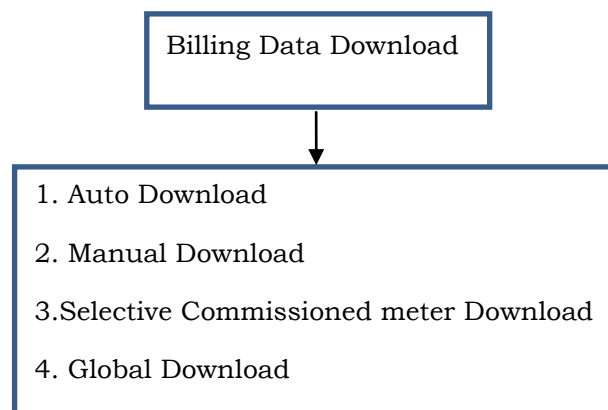 Billing Data Download
1. Auto Download
2. Manual Download
3.Selective Commissioned meter Download
4. Global Download